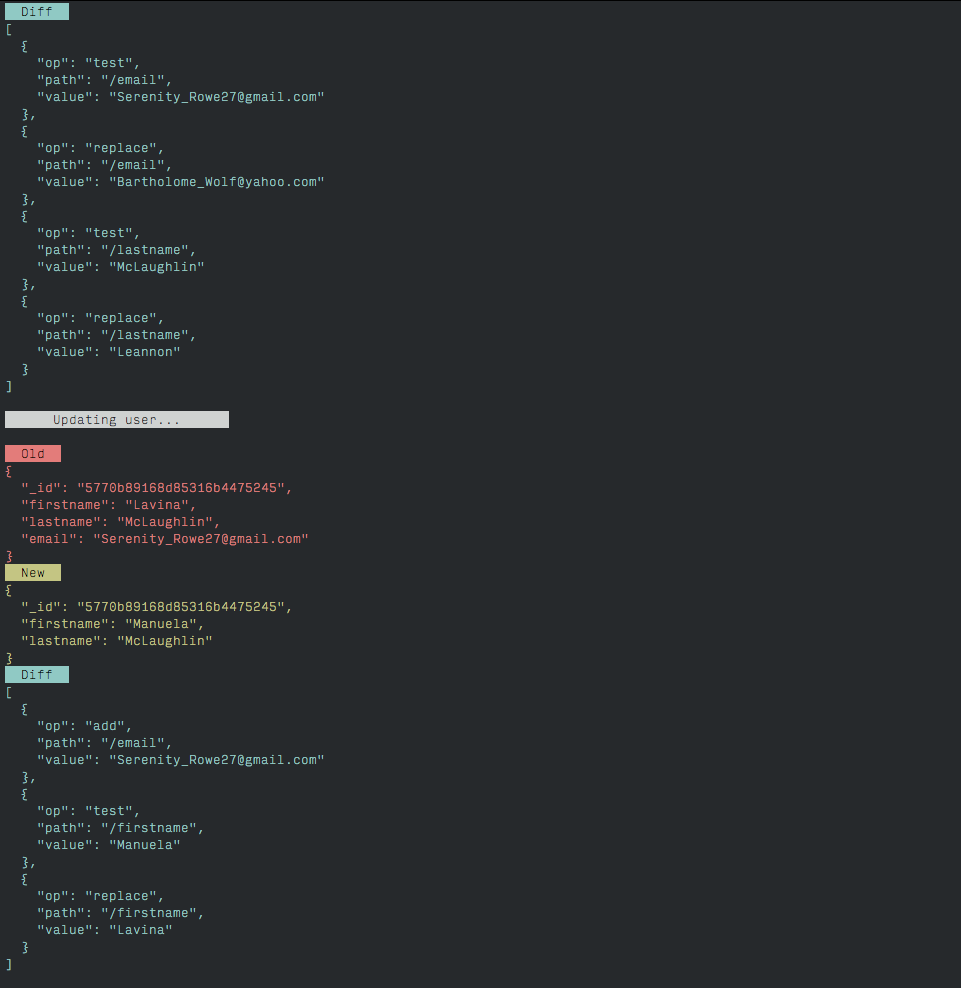 Diff
[
  {
    "op": "test",
    "path": "/email",
    "value": "Serenity_Rowe27@gmail.com"
  },
  {
    "op": "replace",
    "path": "/email",
    "value": "Bartholome_Wolf@yahoo.com"
  },
  {
    "op": "test",
    "path": "/lastname",
    "value": "McLaughlin"
  },
  {
    "op": "replace",
    "path": "/lastname",
    "value": "Leannon"
  }
]
Updating user...
Old
{
  "_id": "5770b89168d85316b4475245",
  "firstname": "Lavina",
  "lastname": "McLaughlin",
  "email": "Serenity_Rowe27@gmail.com"
}
New
{
  "_id": "5770b89168d85316b4475245",
  "firstname": "Manuela",
  "lastname": "McLaughlin"
}
Diff
[
  {
    "op": "add",
    "path": "/email",
    "value": "Serenity_Rowe27@gmail.com"
  },
  {
    "op": "test",
    "path": "/firstname",
    "value": "Manuela"
  },
  {
    "op": "replace",
    "path": "/firstname",
    "value": "Lavina"
  }
]